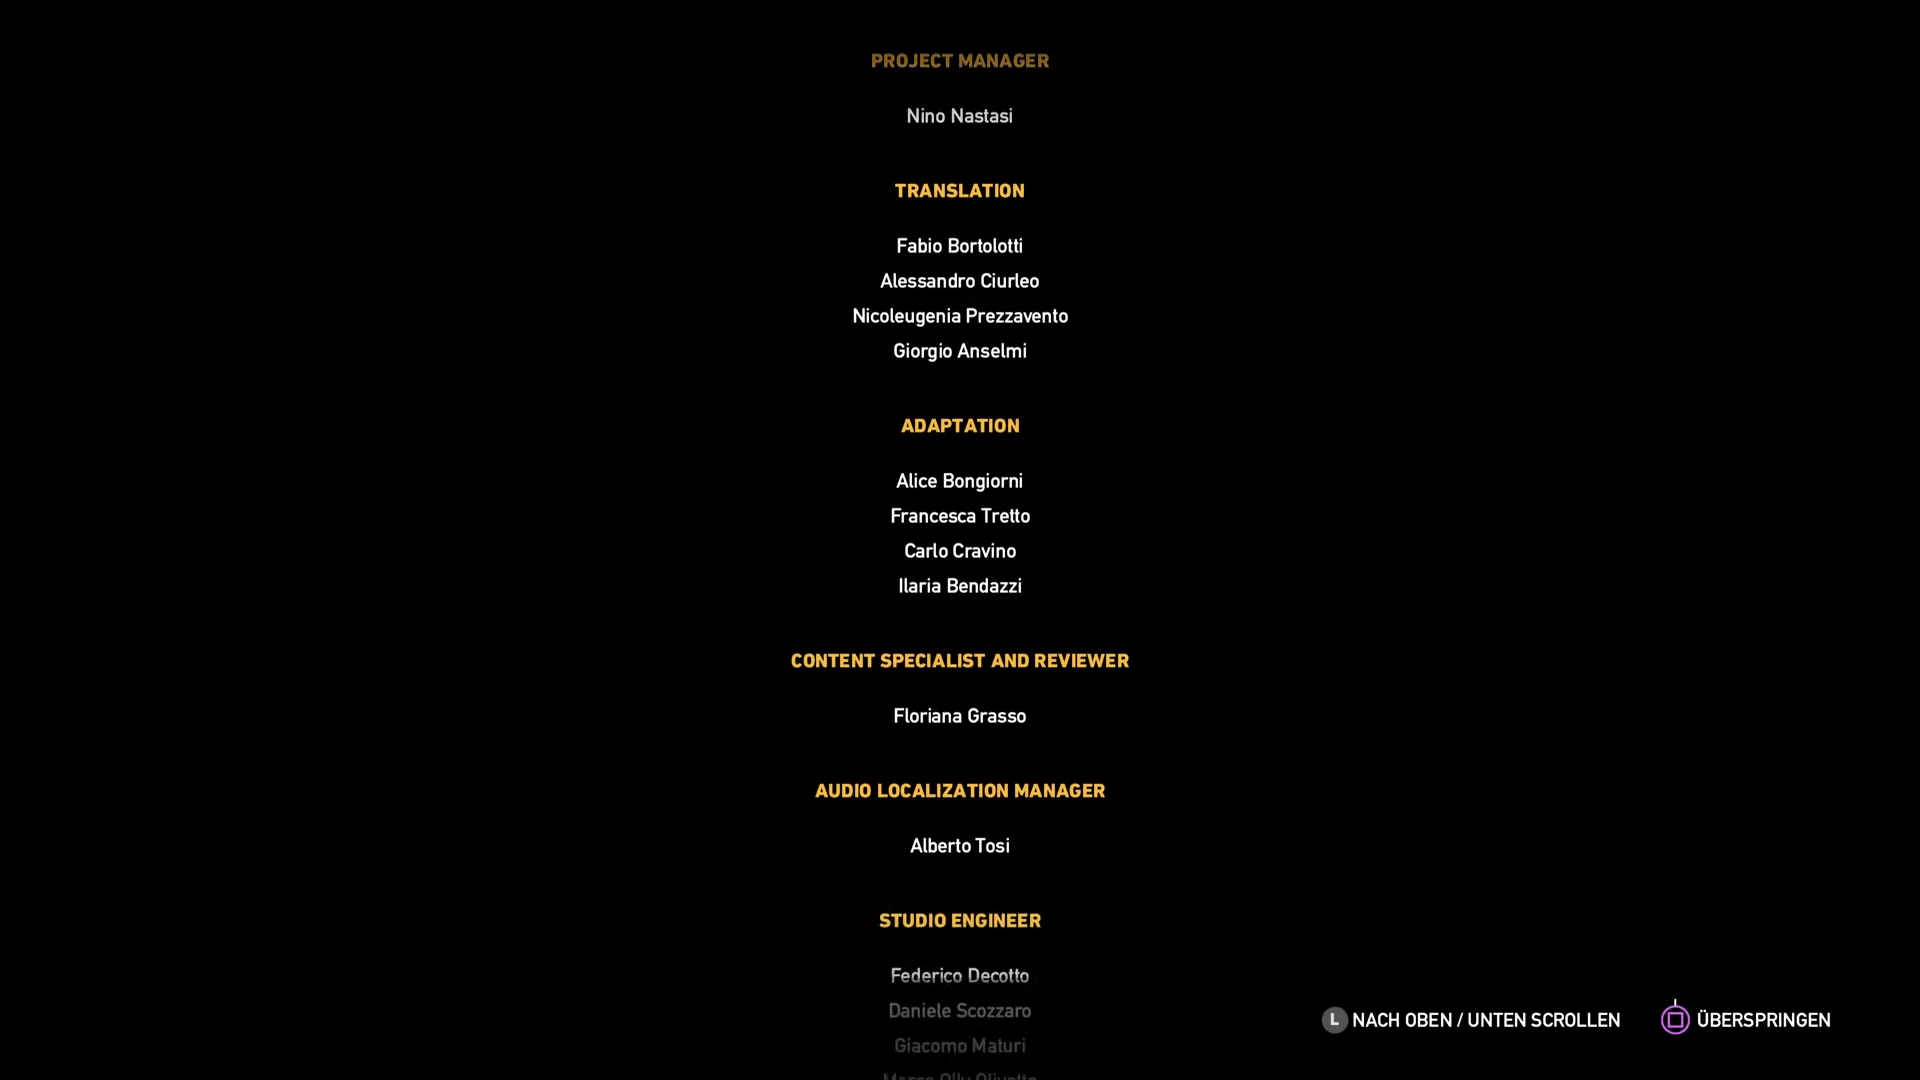 PROJECT MANAGER
Nino Nastasi
TRANSLATION
Fabio Bortolotti
Alessandro Ciurleo
Nicoleugenia Prezzavento
Giorgio Anselmi
ADAPTATION
Alice Bongiorni
Francesca Tretto
Carlo Cravino
Ilaria Bendazzi
CONTENT SPECIALIST AND REVIEWER
Floriana Grasso
AUDIO LOCALIZATION MANAGER
Alberto Tosi
STUDIO ENGINEER
Federico Decotto
Daniele Scozzaro
Giacomo Maturi
L NACH OBEN / UNTEN SCROLLEN
ÜBERSPRINGEN